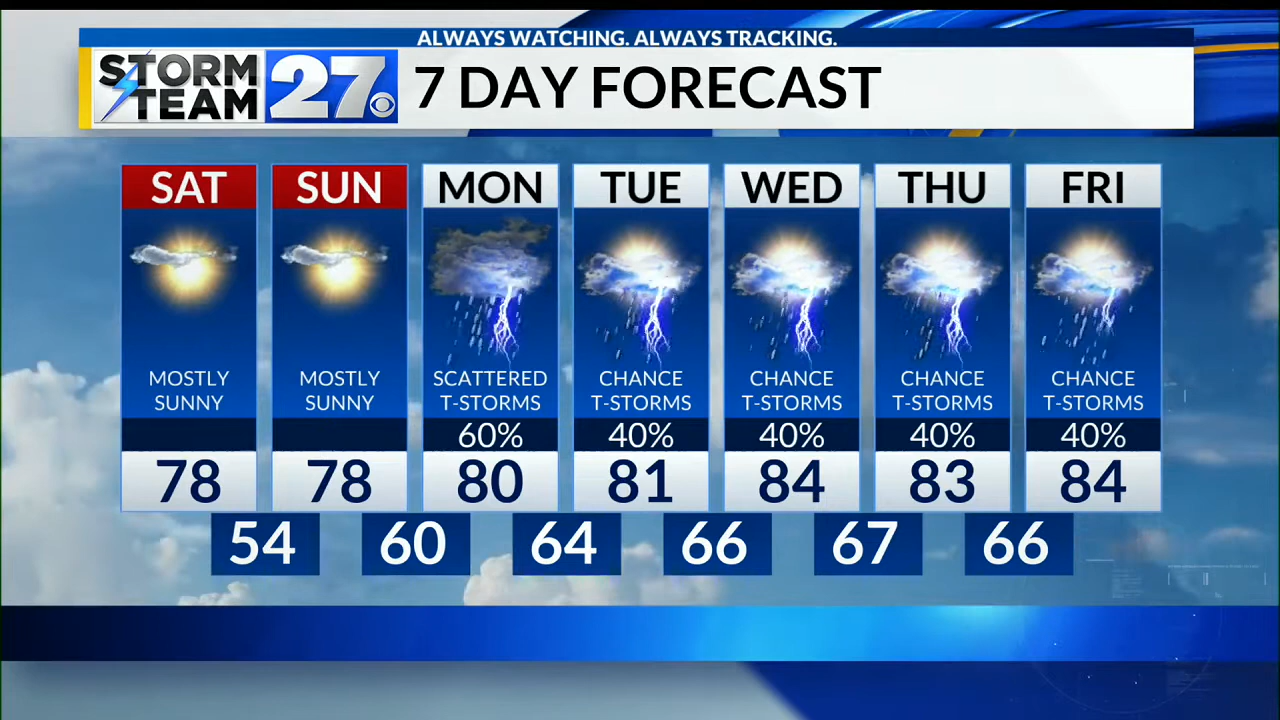 ALWAYS WATCHING. ALWAYS TRACKING.
STORM
TEAM
27
7 DAY FORECAST
SAT
SUN
MON
TUE
WED
THU
FRI
MOSTLY
SUNNY
MOSTLY
SUNNY
SCATTERED
T-STORMS
CHANCE
T-STORMS
CHANCE
T-STORMS
CHANCE
T-STORMS
CHANCE
T-STORMS
60%
40%
40%
40%
40%
78
78
80
81
84
83
84
54
60
64
66
67
66